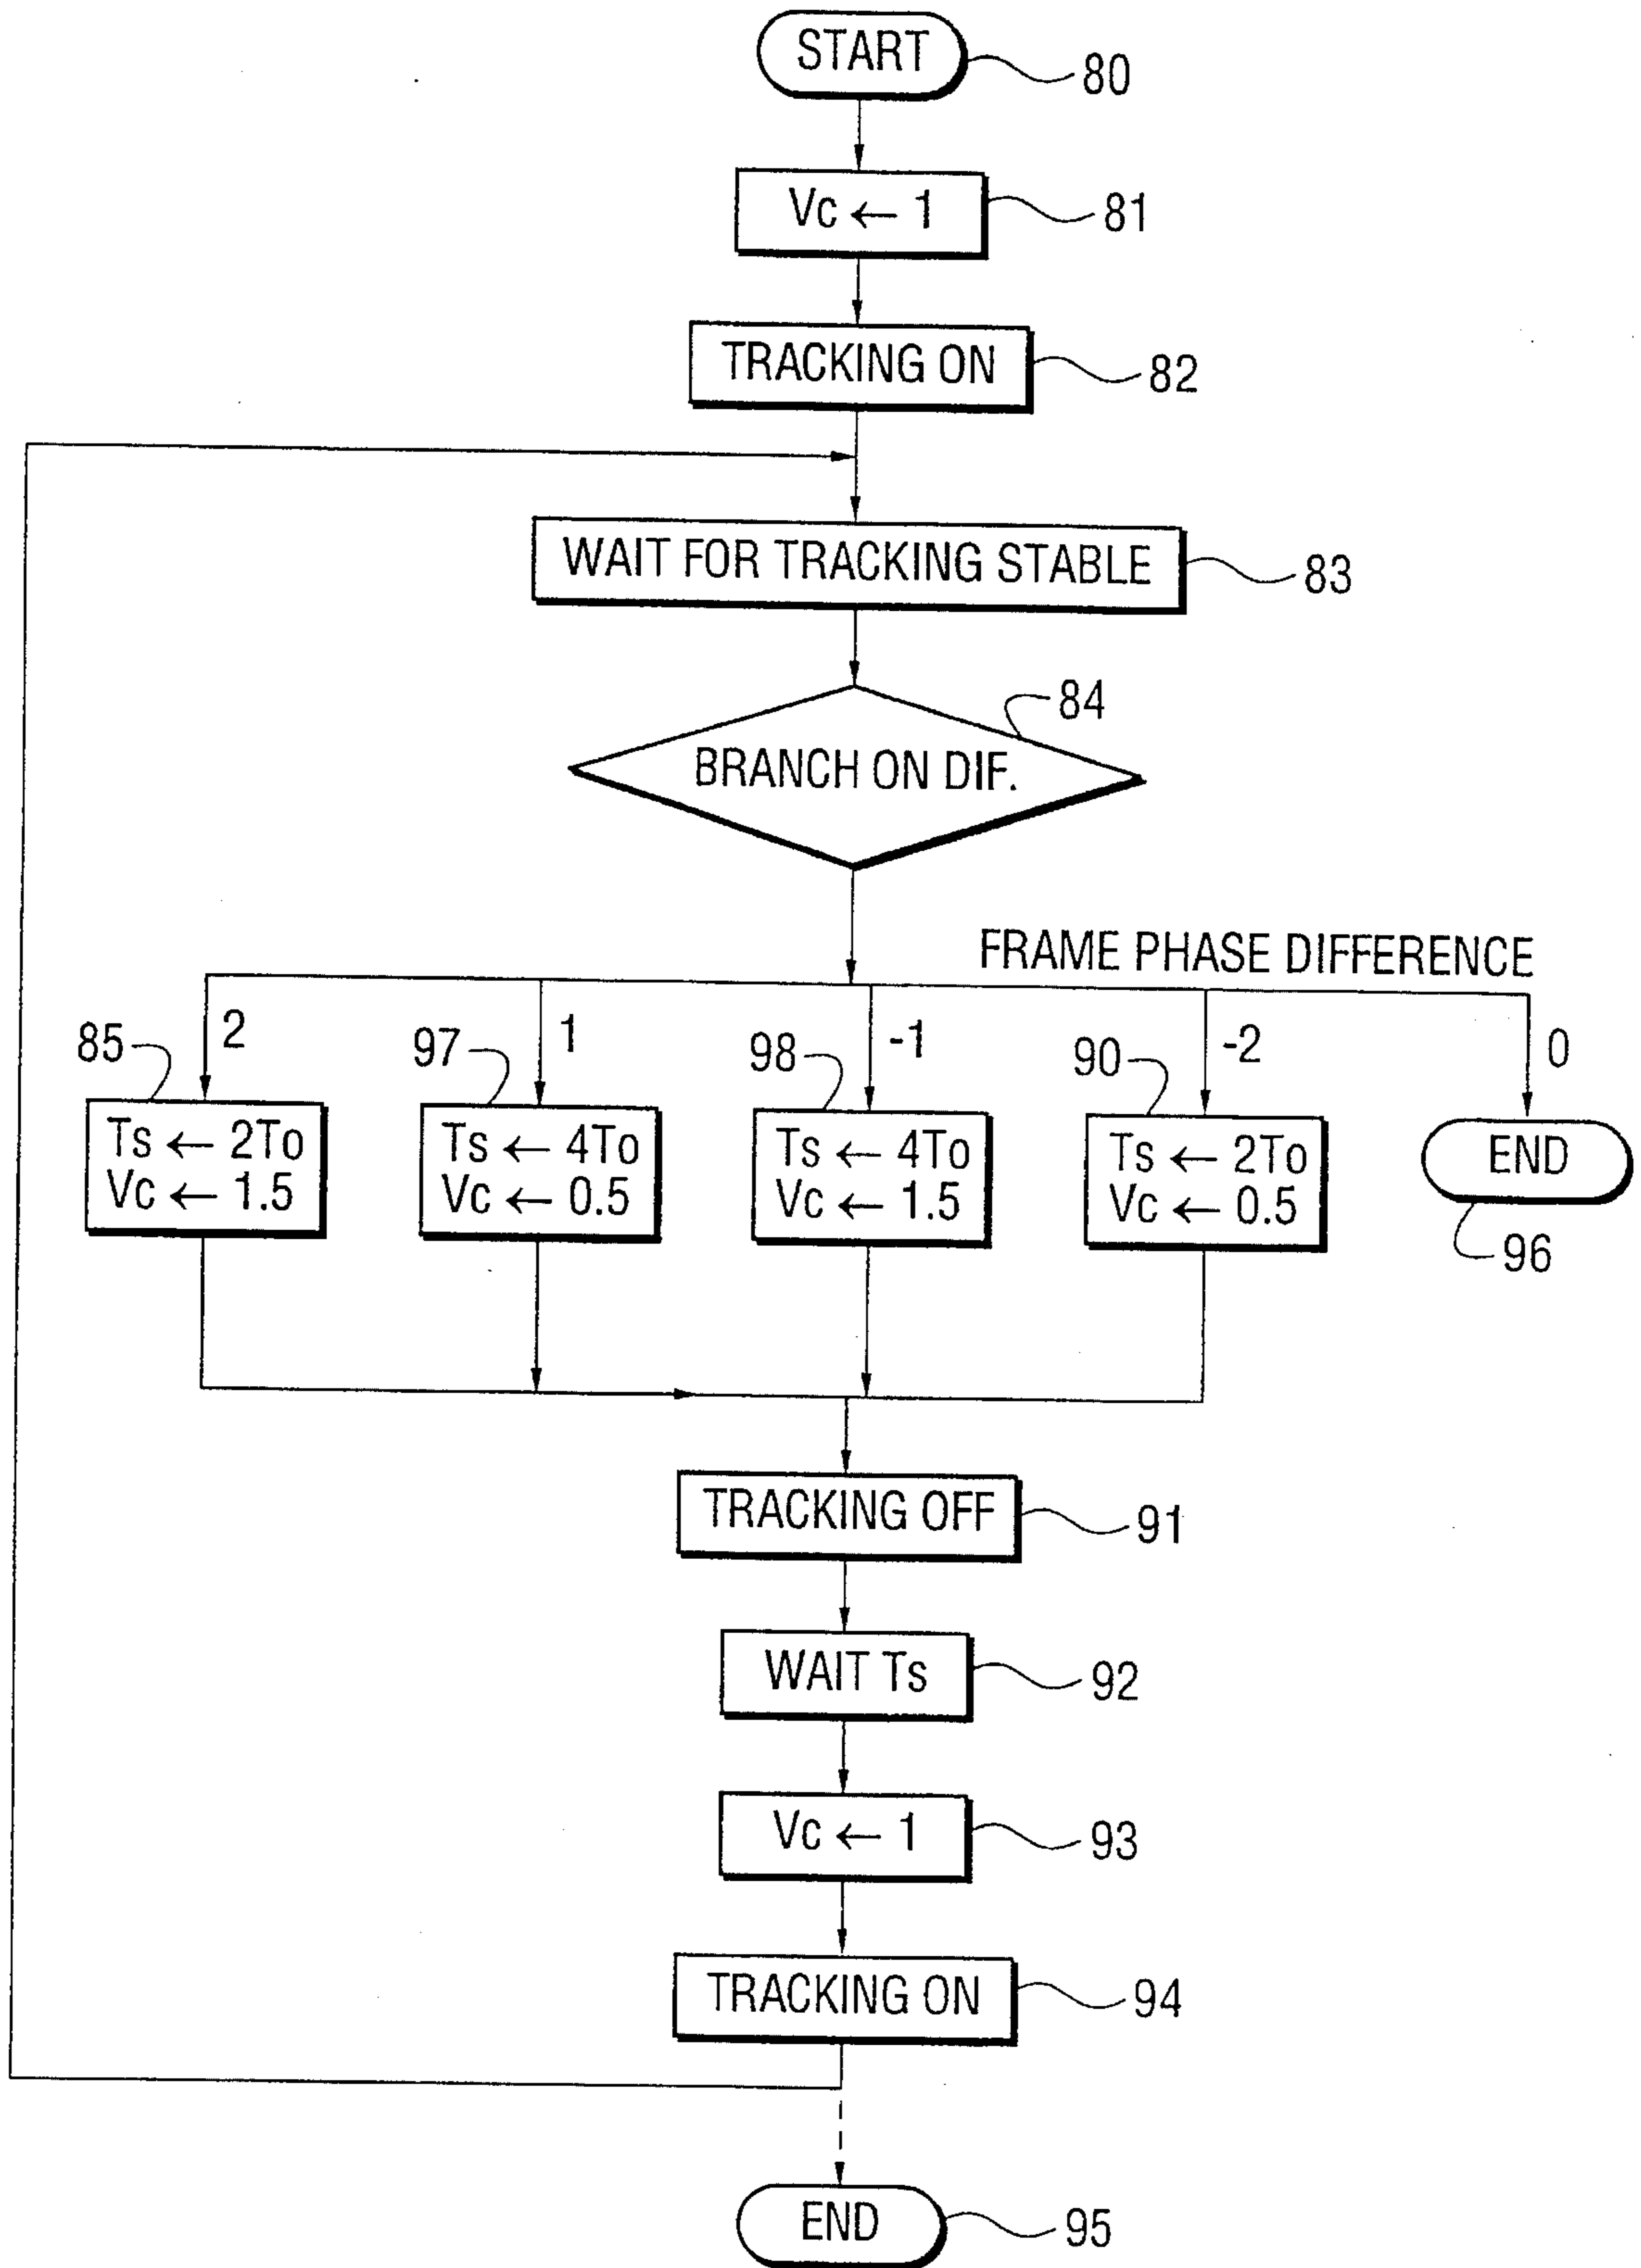 START
80
Vc ← 1
81
TRACKING ON
82
WAIT FOR TRACKING STABLE
83
84
BRANCH ON DIF.
FRAME PHASE DIFFERENCE
85
2
97
1
98
-1
90
-2
0
Ts ← 2To
Vc ← 1.5
Ts ← 4To
Vc ← 0.5
Ts ← 4To
Vc ← 1.5
Ts ← 2To
Vc ← 0.5
END
96
TRACKING OFF
91
WAIT Ts
92
Vc ← 1
93
TRACKING ON
94
END
95